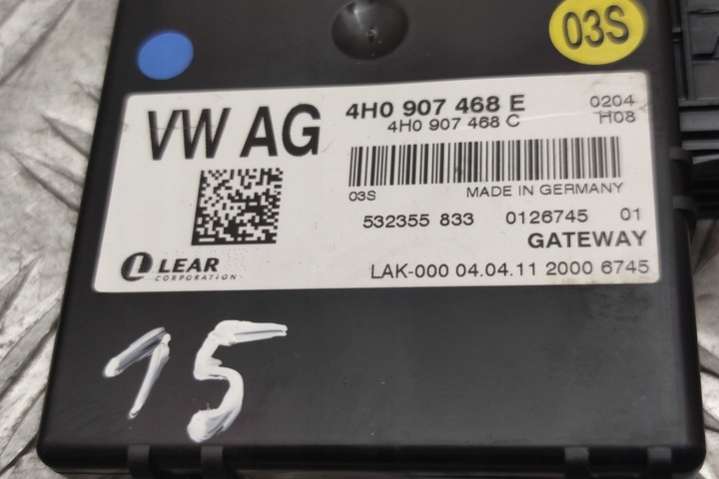 03S
VW AG
4H0 907 468 E 0204
4H0 907 468 C H08
03S MADE IN GERMANY
532355 833 0126745 01
GATEWAY
LEAR
CORPORATION
LAK-000 04.04.11 2000 6745
15